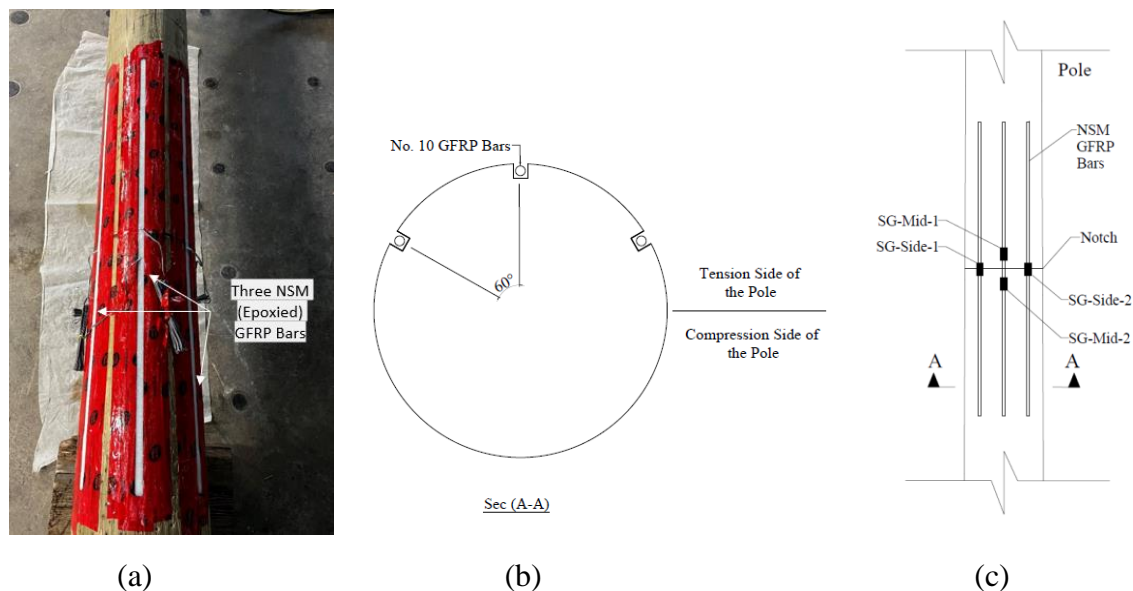 Three NSM
(Epoxied)
GFRP Bars
(a)
No. 10 GFRP Bars
60°
Tension Side of
the Pole
Compression Side of
the Pole
Sec (A-A)
(b)
Pole
NSM
GFRP
Bars
SG-Mid-1
SG-Side-1
Notch
SG-Side-2
SG-Mid-2
A
A
(c)